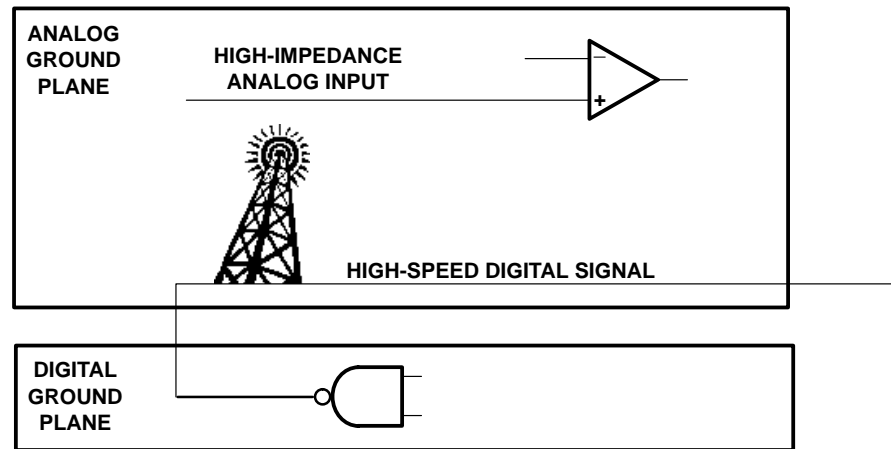 ANALOG
GROUND
PLANE
HIGH-IMPEDANCE
ANALOG INPUT
–
+
HIGH-SPEED DIGITAL SIGNAL
DIGITAL
GROUND
PLANE